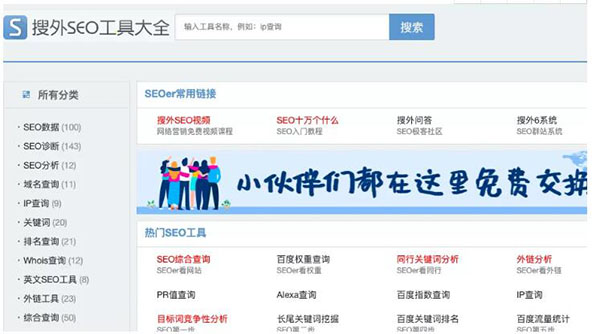 S 搜外SEO工具大全
输入工具名称，例如：ip查询
搜索
所有分类
SEO数据 (100)
SEO诊断 (143)
SEO分析 (12)
域名查询 (11)
IP查询 (9)
关键词 (20)
排名查询 (21)
Whois查询 (12)
英文SEO工具 (8)
外链工具 (23)
综合查询 (50)
SEOer常用链接
搜外SEO视频 SEO十万个什么 搜外问答 搜外6系统
网络营销免费视频课程 SEO入门教程 SEO极客社区 SEO群站系统
小伙伴们都在这里免费交换
热门SEO工具
SEO综合查询 百度权重查询 同行关键词分析 外链分析
SEOer看网站 SEOer看权重 SEOer看同行 SEOer看外链
PR值查询 Alexa查询 百度指数查询 IP查询
目标词竞争性分析 长尾关键词挖掘 百度关键词排名 百度流量统计
SEO第一步 SEO第二步 SEO第四步 SEO第五步